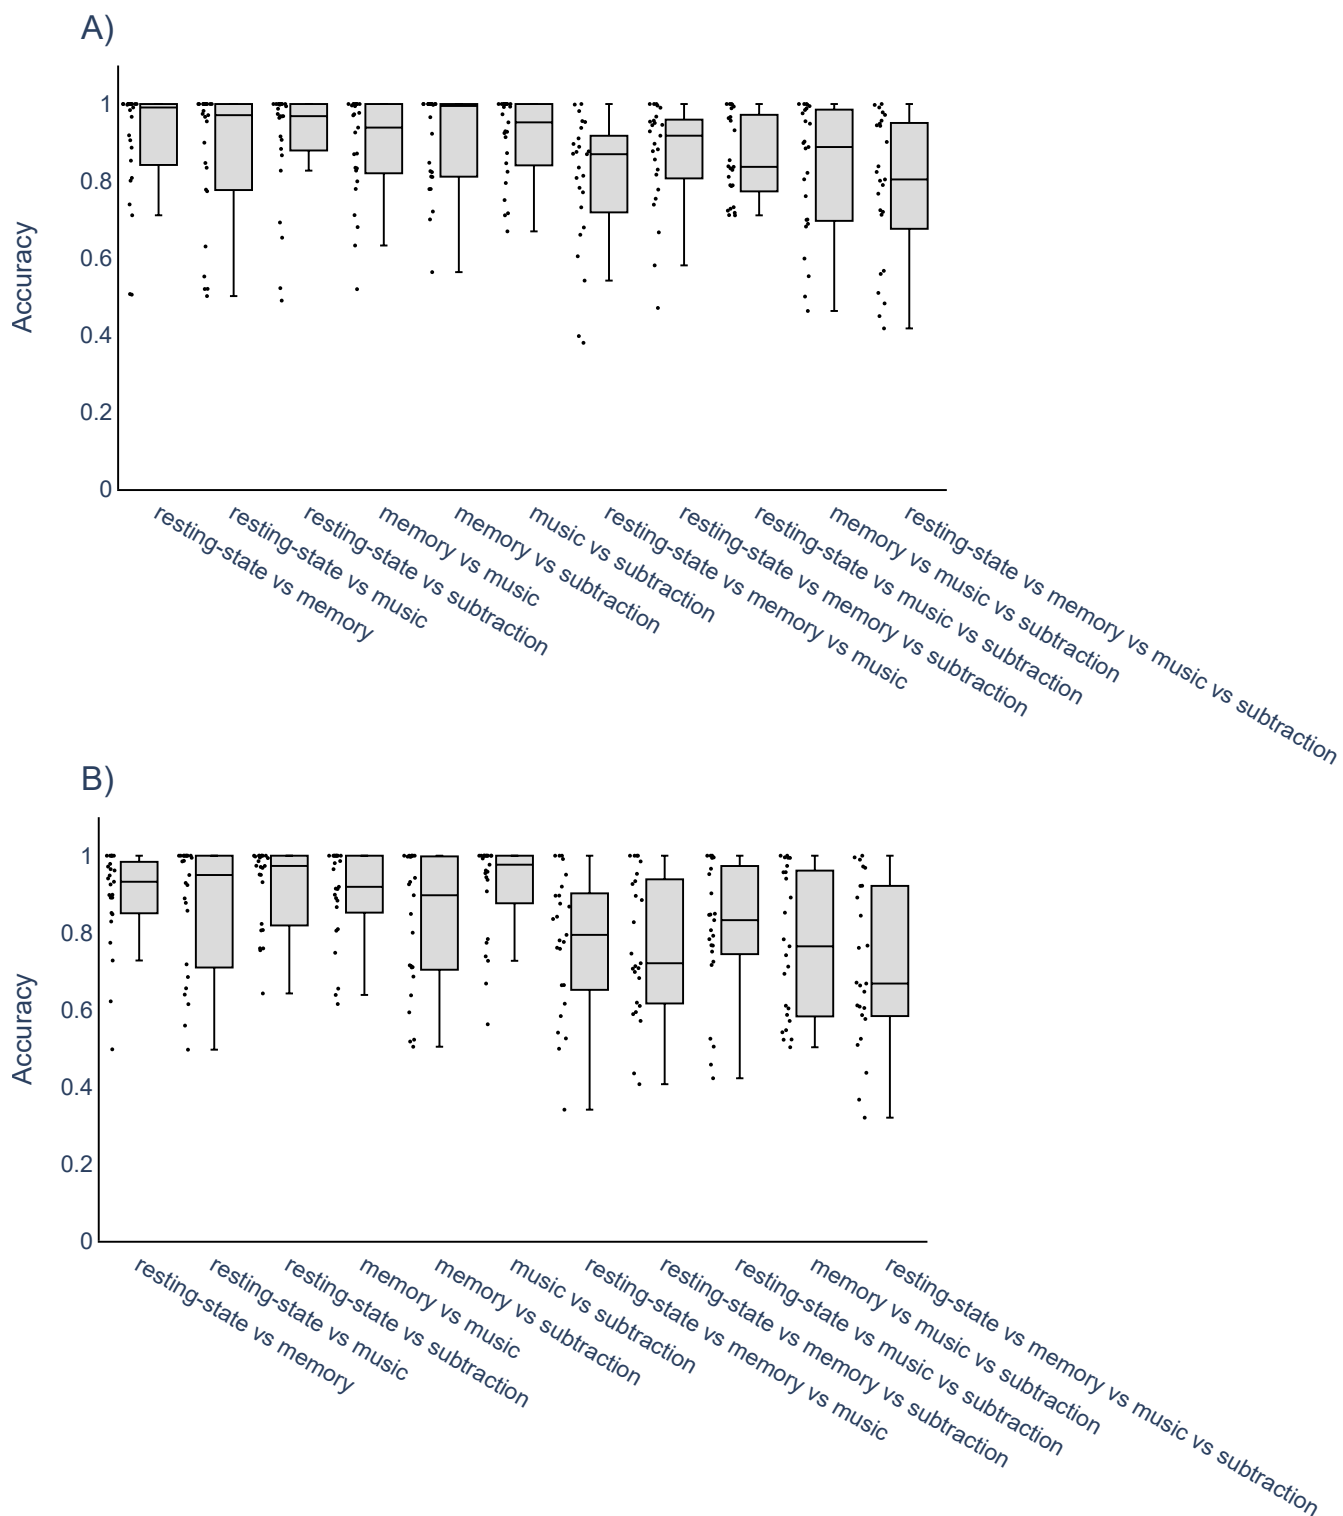 A)
1
0.8
0.6
0.4
0.2
0
Accuracy
resting-state vs memory
resting-state vs music
resting-state vs subtraction
memory vs music
memory vs subtraction
music vs subtraction
resting-state vs memory vs music
resting-state vs memory vs subtraction
resting-state vs music vs subtraction
memory vs music vs subtraction
resting-state vs memory vs music vs subtraction
B)
1
0.8
0.6
0.4
0.2
0
Accuracy
resting-state vs memory
resting-state vs music
resting-state vs subtraction
memory vs music
memory vs subtraction
music vs subtraction
resting-state vs memory vs music
resting-state vs memory vs subtraction
resting-state vs music vs subtraction
memory vs music vs subtraction
resting-state vs memory vs music vs subtraction